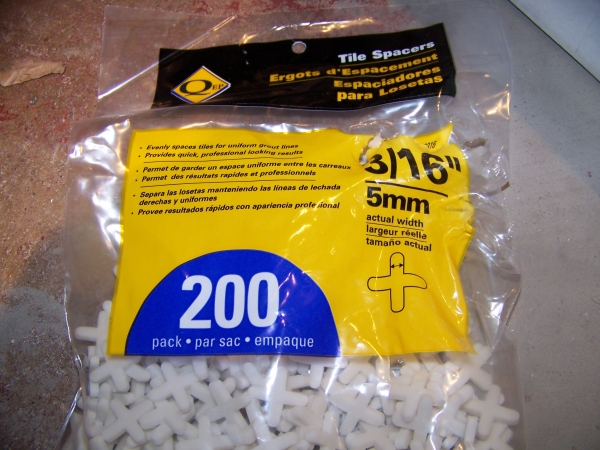 QEP
Tile Spacers
Ergots d'Espacement
Espaciadores
para Losetas
• Evenly spaces tiles for uniform grout lines
• Provides quick, professional looking results
• Permet de garder un espace uniforme entre les carreaux
• Permet des résultats rapides et professionnels
• Separa las losetas manteniendo las líneas de lechada
derechas y uniformes
• Provee resultados rápidos con apariencia profesional
3/16"
5mm
actual width
largeur réelle
tamaño actual
200
pack • par sac • empaque